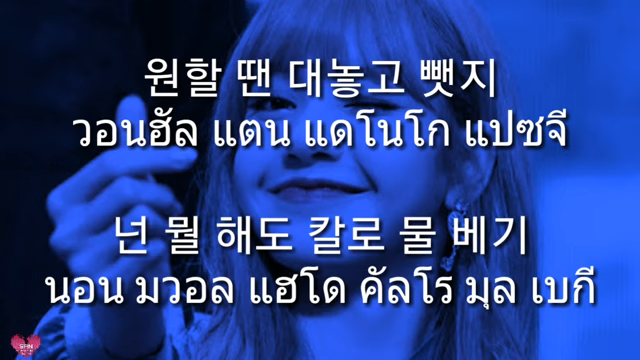 원할 땐 대놓고 뺏지
วอนฮัล แตน แดโนโก แปซจี
넌 뭘 해도 칼로 물 베기
นอน มวอล แฮโด คัลโร มุล เบกี